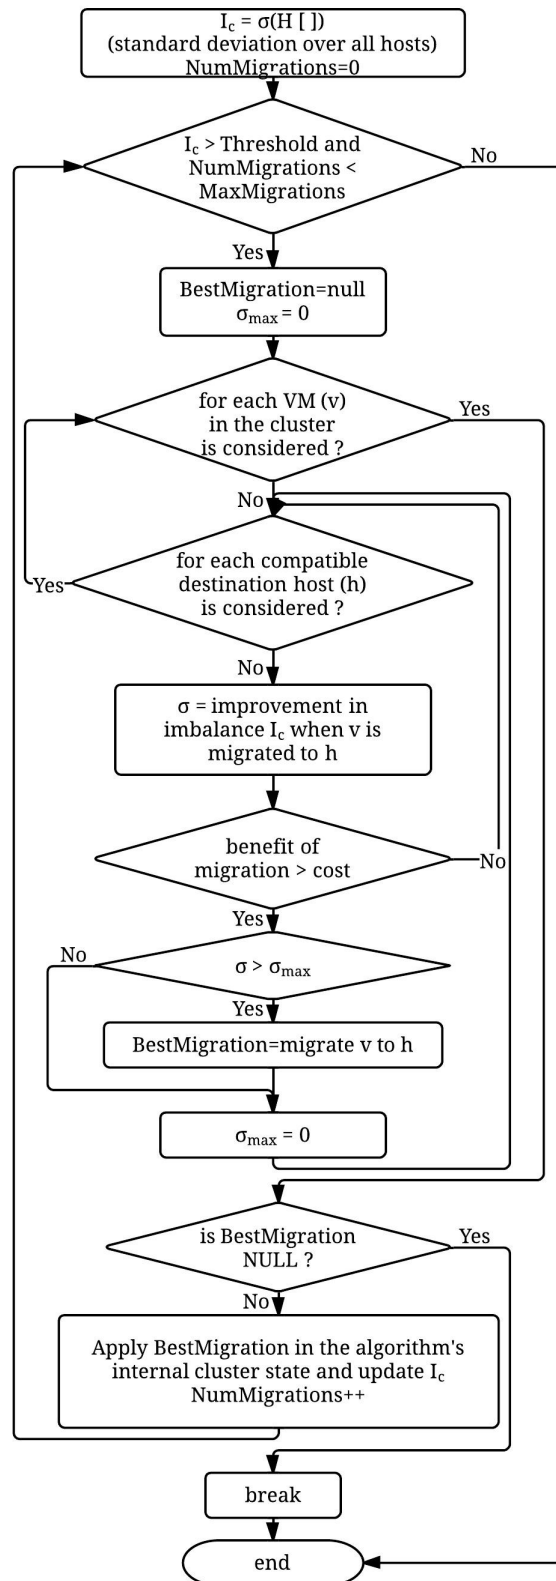 I_c = σ(H [ ])
(standard deviation over all hosts)
NumMigrations=0
I_c > Threshold and
NumMigrations <
MaxMigrations
No
Yes
BestMigration=null
σ_max = 0
for each VM (v)
in the cluster
is considered ?
Yes
No
for each compatible
destination host (h)
is considered ?
Yes
No
σ = improvement in
imbalance I_c when v is
migrated to h
benefit of
migration > cost
No
Yes
No
σ > σ_max
Yes
BestMigration=migrate v to h
σ_max = 0
is BestMigration
NULL ?
Yes
No
Apply BestMigration in the algorithm's
internal cluster state and update I_c
NumMigrations++
break
end